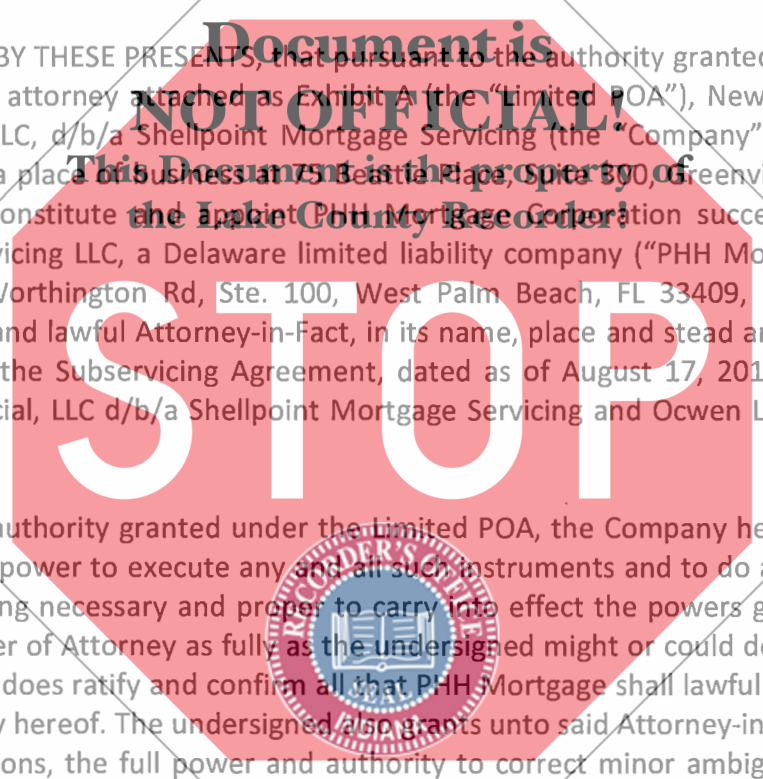 Document is
BY THESE PRESENTS, that pursuant to the authority granted
NOT OFFICIAL!
attorney attached as Exhibit A (the “Limited POA”), New
LC, d/b/a Shellpoint Mortgage Servicing (the “Company”
This Document is the property of
a place of business at 75 Beattie Place, Suite 300, Greenvi
the Lake County Recorder!
onstitute and appoint PHH Mortgage Corporation succe
icing LLC, a Delaware limited liability company (“PHH Mo
Worthington Rd, Ste. 100, West Palm Beach, FL 33409,
and lawful Attorney-in-Fact, in its name, place and stead an
the Subservicing Agreement, dated as of August 17, 201
cial, LLC d/b/a Shellpoint Mortgage Servicing and Ocwen L
STOP
authority granted under the Limited POA, the Company he
power to execute any and all such instruments and to do a
ng necessary and proper to carry into effect the powers g
er of Attorney as fully as the undersigned might or could do
does ratify and confirm all that PHH Mortgage shall lawful
y hereof. The undersigned also grants unto said Attorney-in
ons, the full power and authority to correct minor ambig
RECORDER'S OFFICE
SEAL
INDIANA